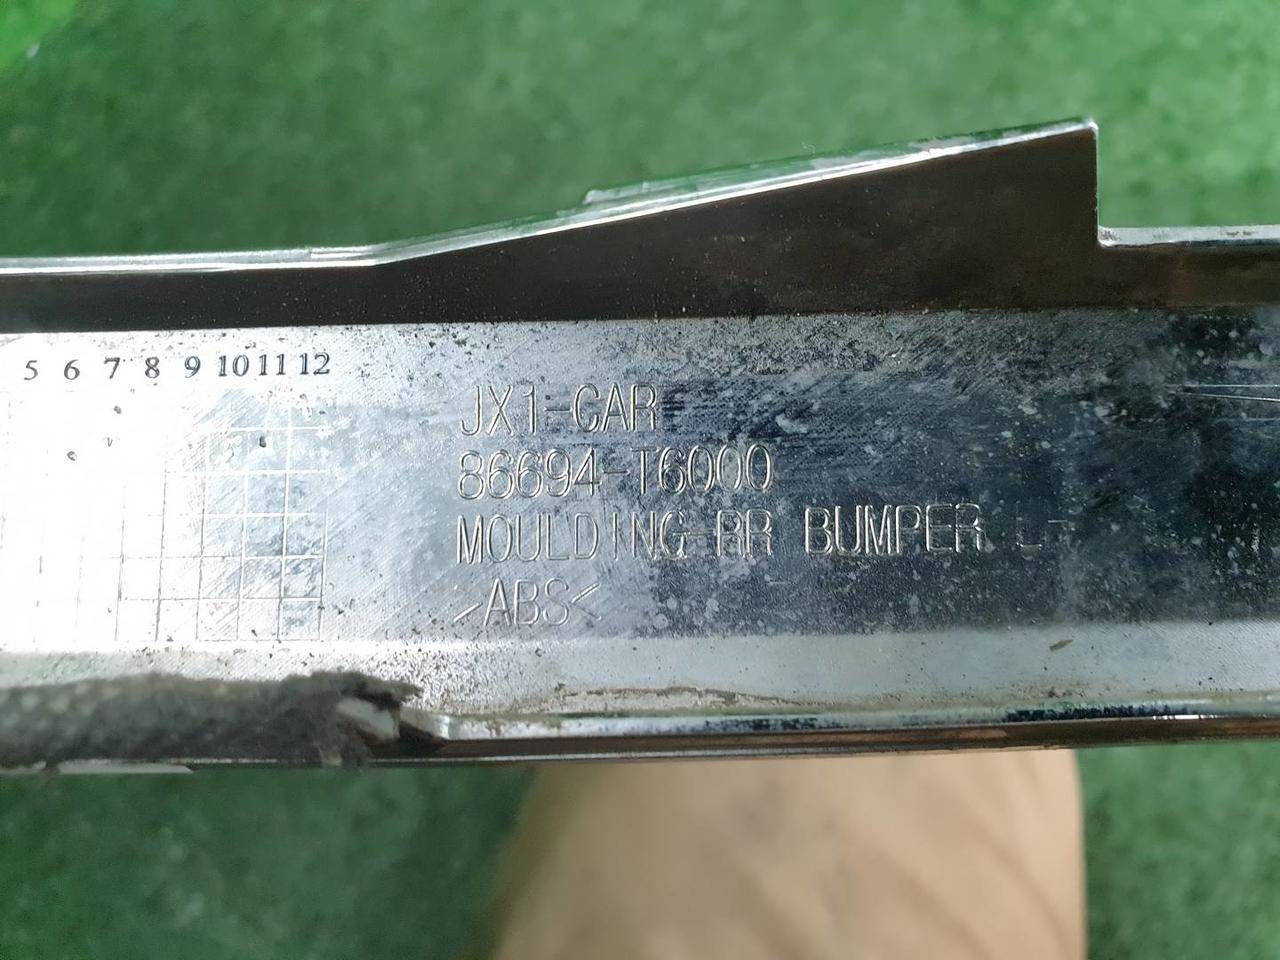 5 6 7 8 9 10 11 12
JX1-CAR
86694-T6000
MOULDING-RR BUMPER
>ABS<